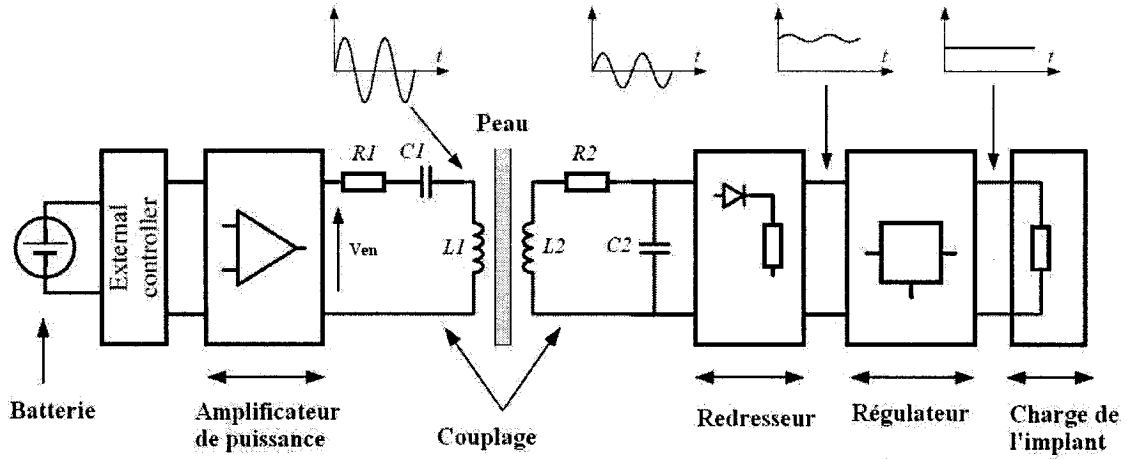 t
t
t
t
Peau
R1
C1
R2
External
controller
Ven
L1
L2
C2
Batterie
Amplificateur
de puissance
Couplage
Redresseur
Régulateur
Charge de
l'implant